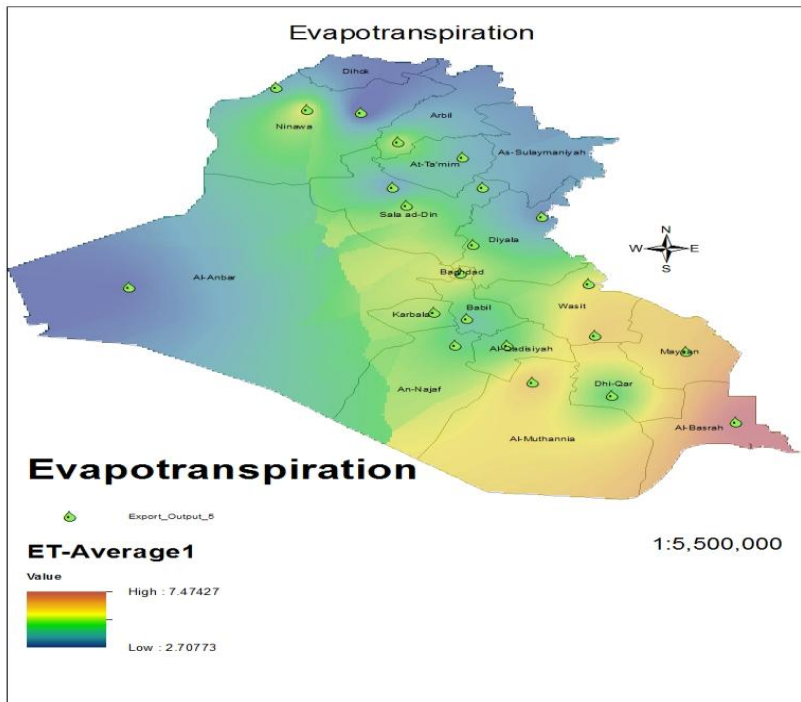 Evapotranspiration
Dihok
Ninawa
Arbil
At-Ta'mim
As-Sulaymaniyah
Sala ad-Din
Diyala
N
W E
S
Al-Anbar
Baghdad
Wasit
Karbala
Babil
Al-Qadisiyah
Maysan
An-Najaf
Dhi-Qar
Al-Basrah
Al-Muthannia
1
Evapotranspiration
Export_Output_5
1:5,500,000
ET-Average1
Value
High : 7.47427
Low : 2.70773